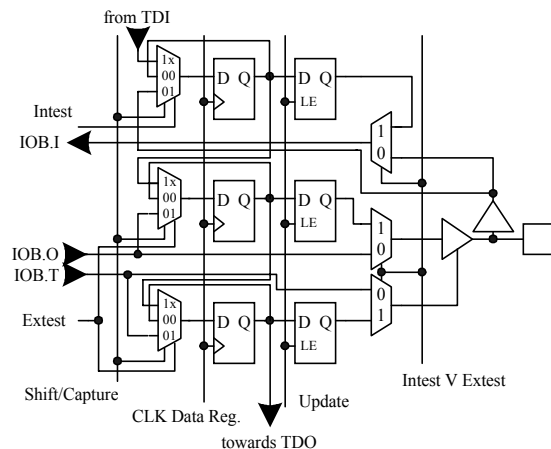 from TDI
1x
00
01
D Q
D Q
LE
1
0
Intest
IOB.I
1x
00
01
D Q
D Q
LE
1
0
IOB.O
IOB.T
1x
00
01
D Q
D Q
LE
0
1
Extest
Shift/Capture
CLK Data Reg.
Update
Intest V Extest
towards TDO